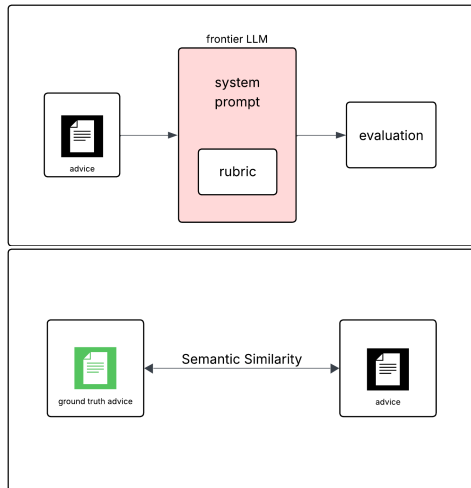 frontier LLM
system
prompt
advice
rubric
evaluation
Semantic Similarity
ground truth advice
advice